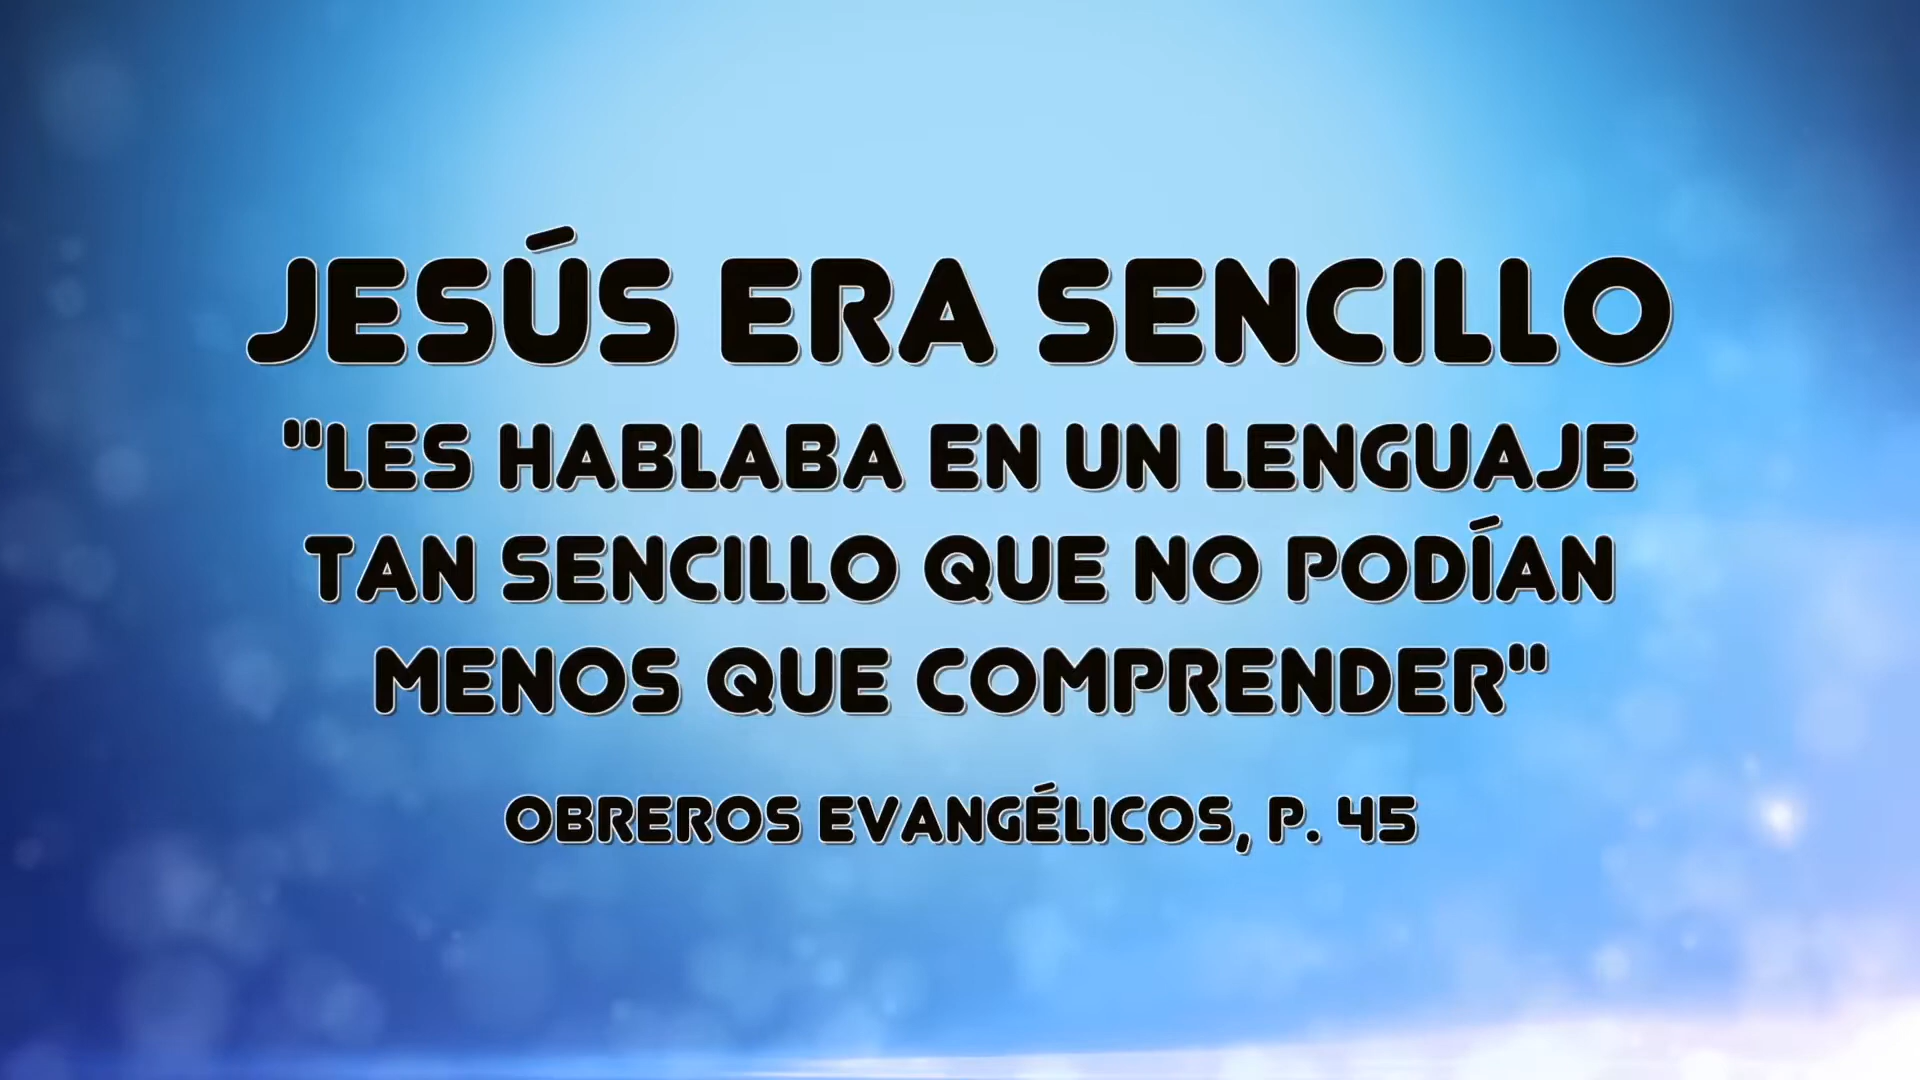 JESÚS ERA SENCILLO
"LES HABLABA EN UN LENGUAJE
TAN SENCILLO QUE NO PODÍAN
MENOS QUE COMPRENDER"
OBREROS EVANGÉLICOS, P. 45